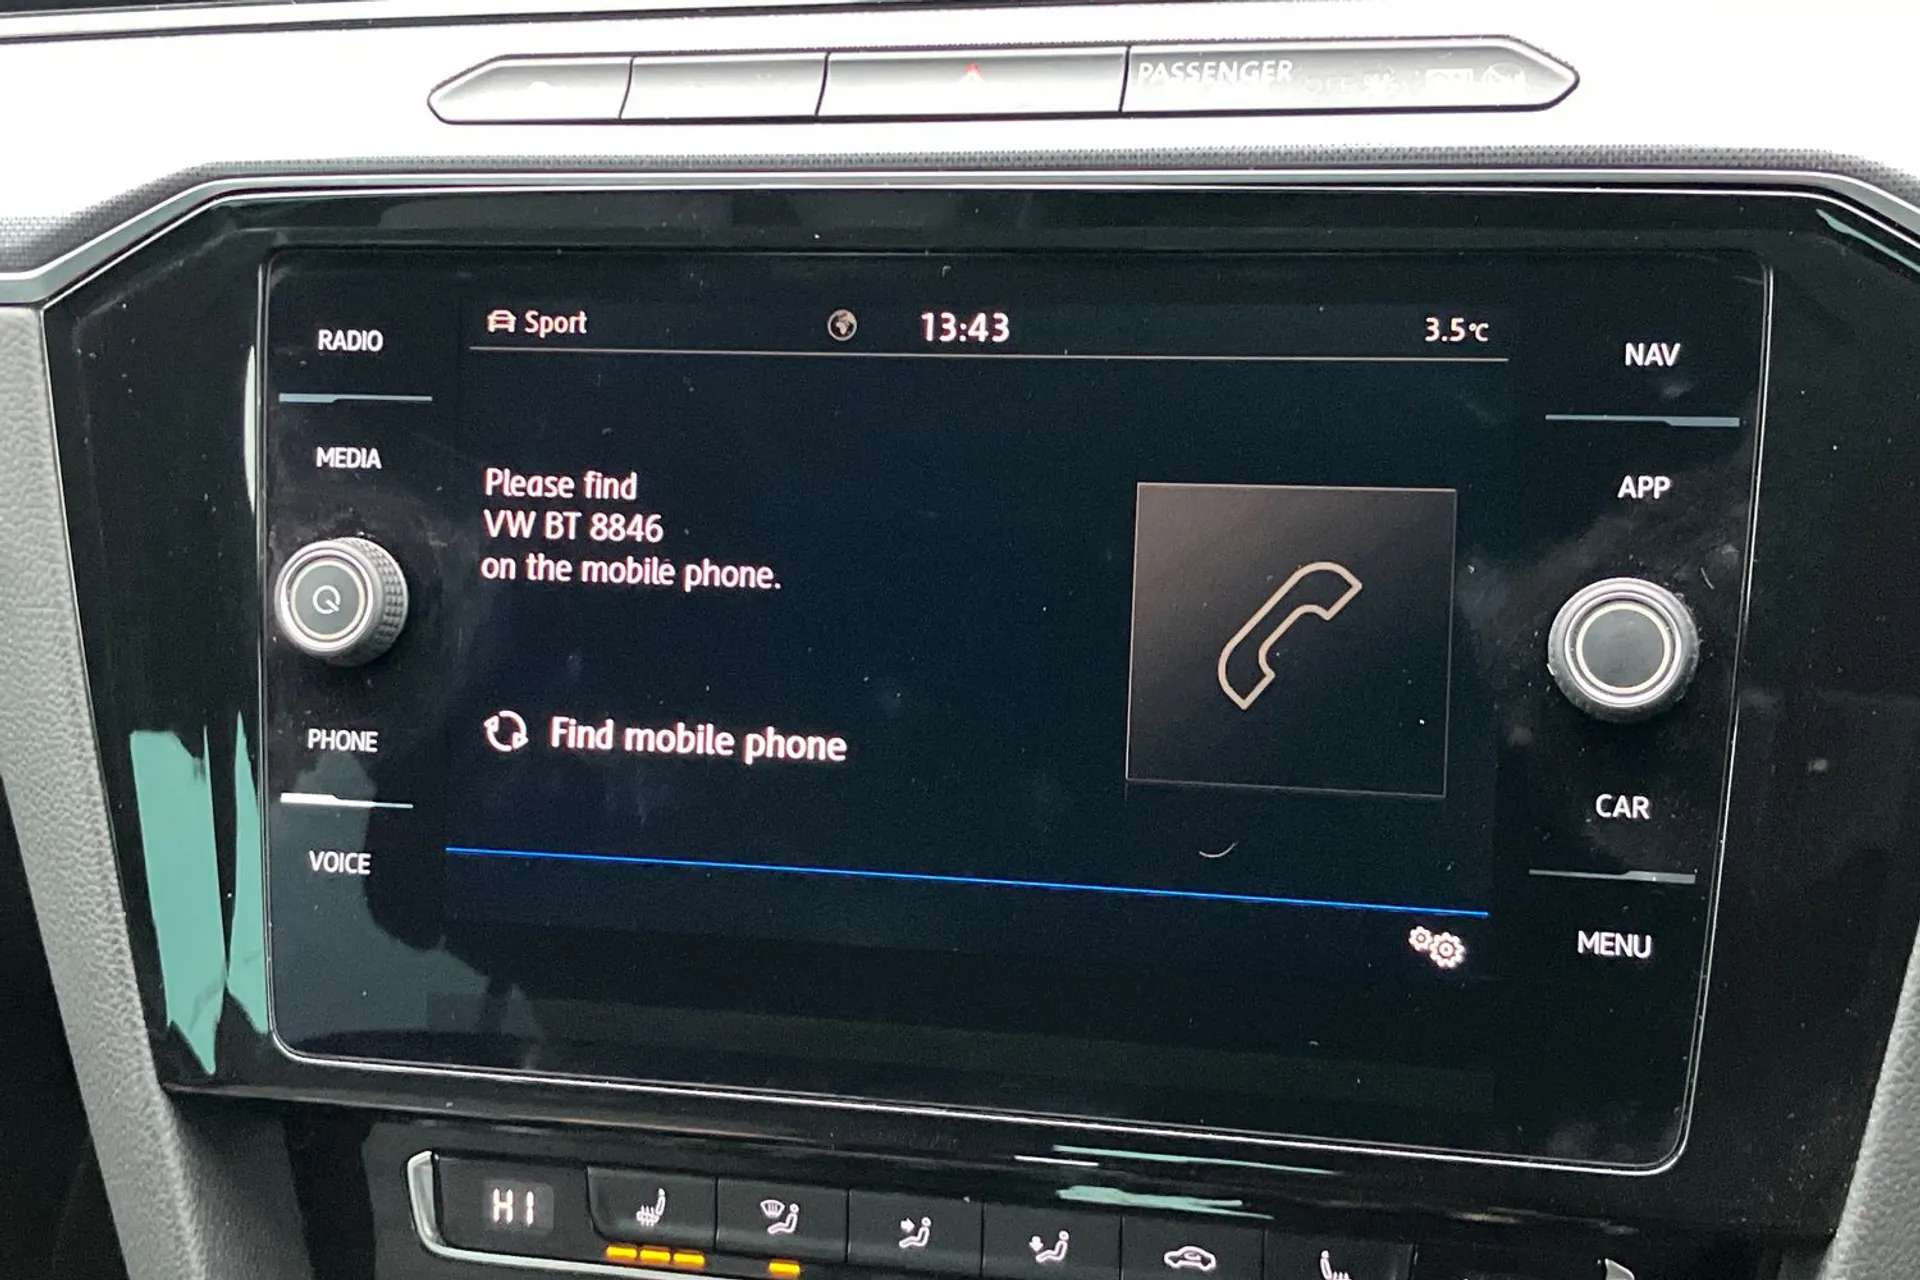 PASSENGER
OFF
RADIO
Sport
13:43
3.5°C
NAV
MEDIA
Please find
VW BT 8846
on the mobile phone.
APP
PHONE
Find mobile phone
CAR
VOICE
MENU
HI